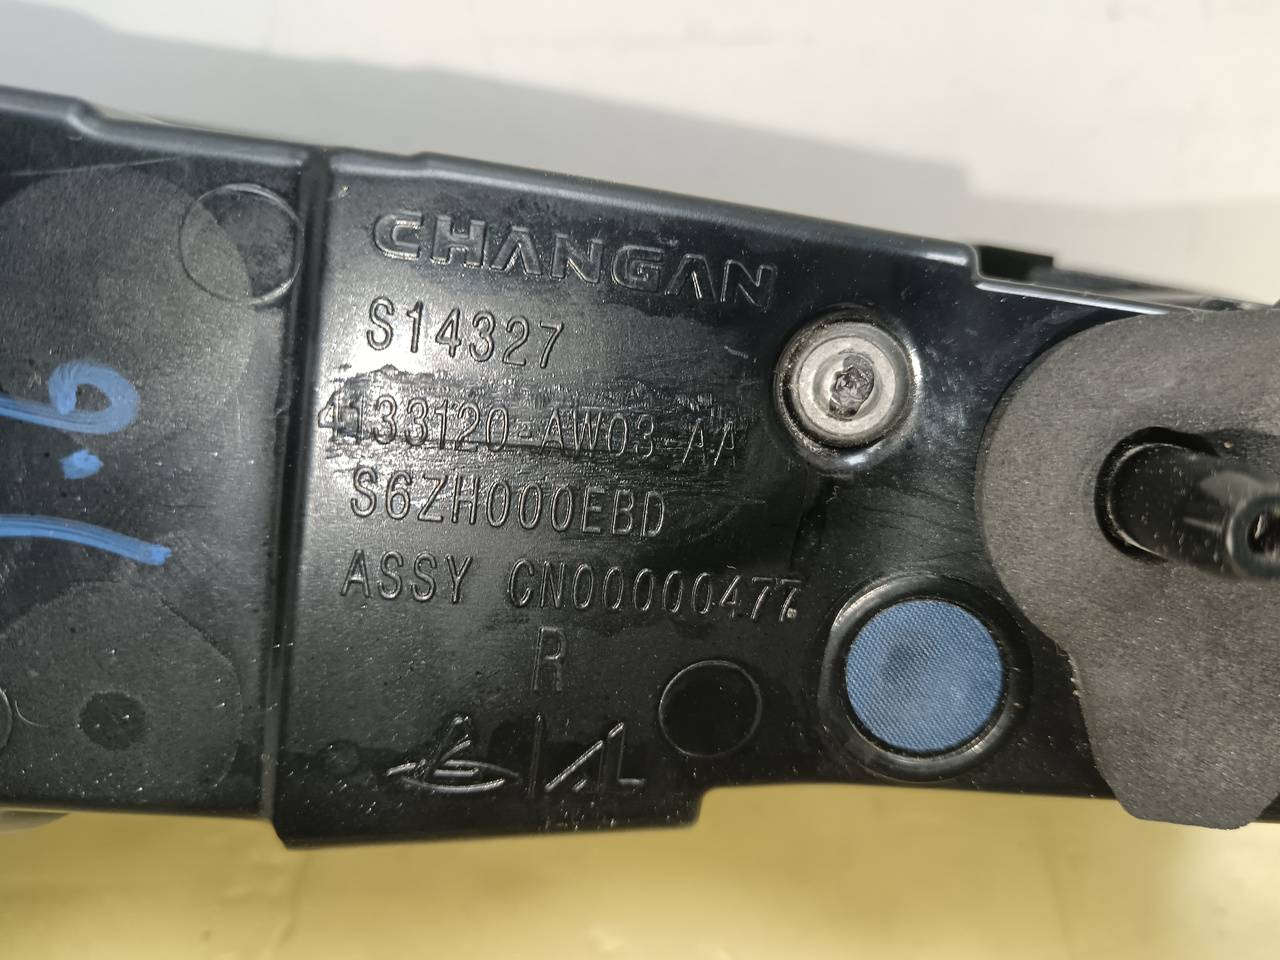 CHANGAN
S14327
4133120-AW03-AA
S6ZH000EBD
ASSY CN00000477
R